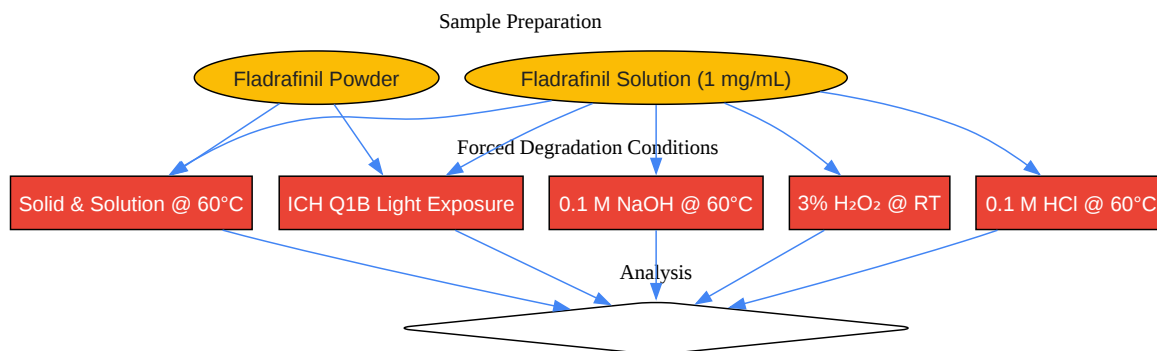 Sample Preparation
Fladrafinil Powder
Fladrafinil Solution (1 mg/mL)
Forced Degradation Conditions
Solid & Solution @ 60°C
ICH Q1B Light Exposure
0.1 M NaOH @ 60°C
3% H₂O₂ @ RT
0.1 M HCl @ 60°C
Analysis